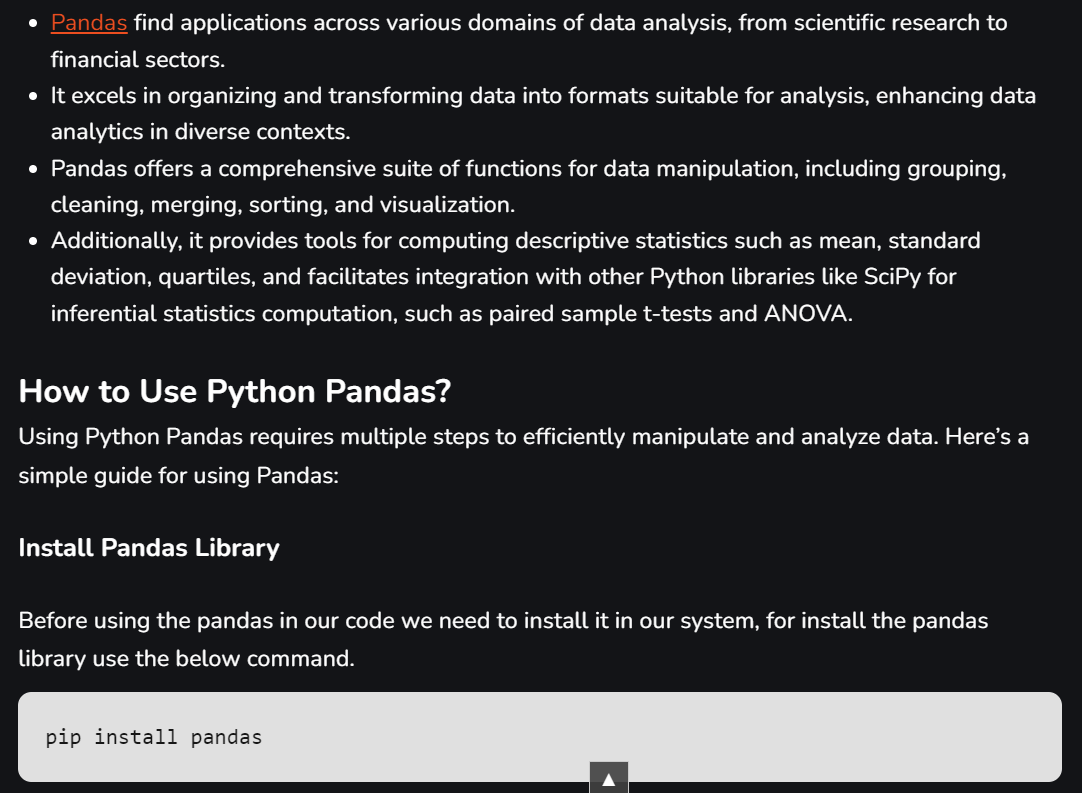 Pandas find applications across various domains of data analysis, from scientific research to
financial sectors.
It excels in organizing and transforming data into formats suitable for analysis, enhancing data
analytics in diverse contexts.
Pandas offers a comprehensive suite of functions for data manipulation, including grouping,
cleaning, merging, sorting, and visualization.
Additionally, it provides tools for computing descriptive statistics such as mean, standard
deviation, quartiles, and facilitates integration with other Python libraries like SciPy for
inferential statistics computation, such as paired sample t-tests and ANOVA.
How to Use Python Pandas?
Using Python Pandas requires multiple steps to efficiently manipulate and analyze data. Here’s a
simple guide for using Pandas:
Install Pandas Library
Before using the pandas in our code we need to install it in our system, for install the pandas
library use the below command.
pip install pandas